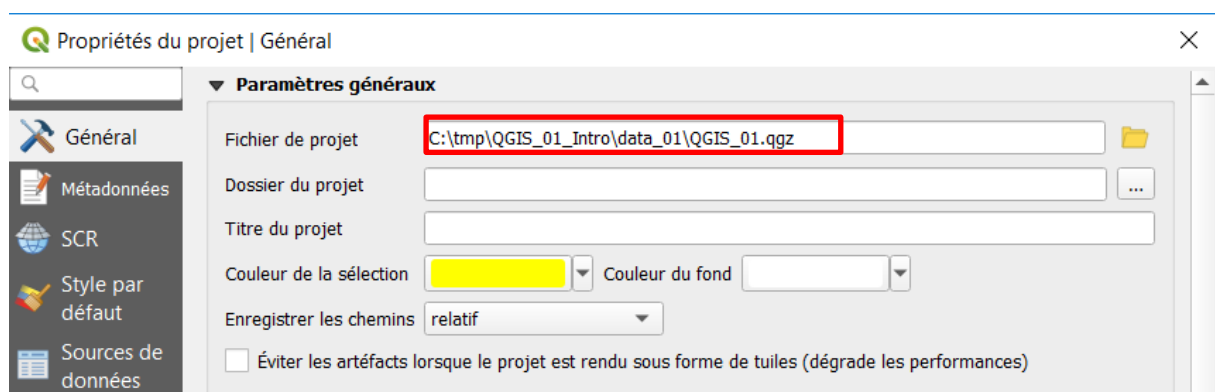 Propriétés du projet | Général
Paramètres généraux
Général
Métadonnées
SCR
Style par
défaut
Sources de
données
Fichier de projet C:\tmp\QGIS_01_Intro\data_01\QGIS_01.qgz
Dossier du projet ...
Titre du projet
Couleur de la sélection Couleur du fond
Enregistrer les chemins relatif
Éviter les artéfacts lorsque le projet est rendu sous forme de tuiles (dégrade les performances)